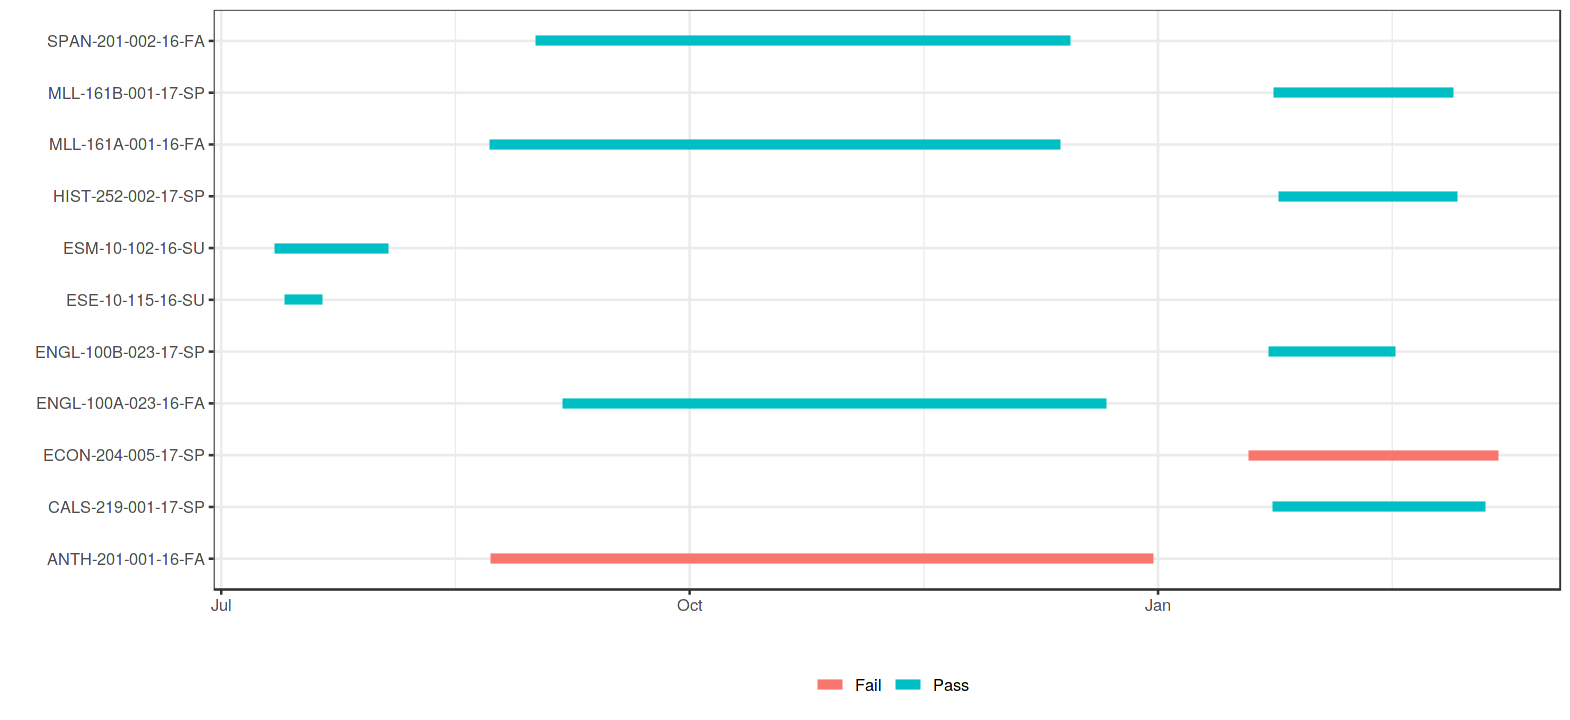 SPAN-201-002-16-FA
MLL-161B-001-17-SP
MLL-161A-001-16-FA
HIST-252-002-17-SP
ESM-10-102-16-SU
ESE-10-115-16-SU
ENGL-100B-023-17-SP
ENGL-100A-023-16-FA
ECON-204-005-17-SP
CALS-219-001-17-SP
ANTH-201-001-16-FA
Jul Oct Jan
Fail Pass